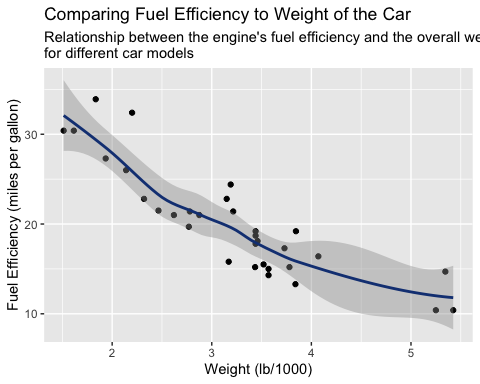 Comparing Fuel Efficiency to Weight of the Car
Relationship between the engine's fuel efficiency and the overall
for different car models
Fuel Efficiency (miles per gallon)
30
20
10
2
3
4
5
Weight (lb/1000)